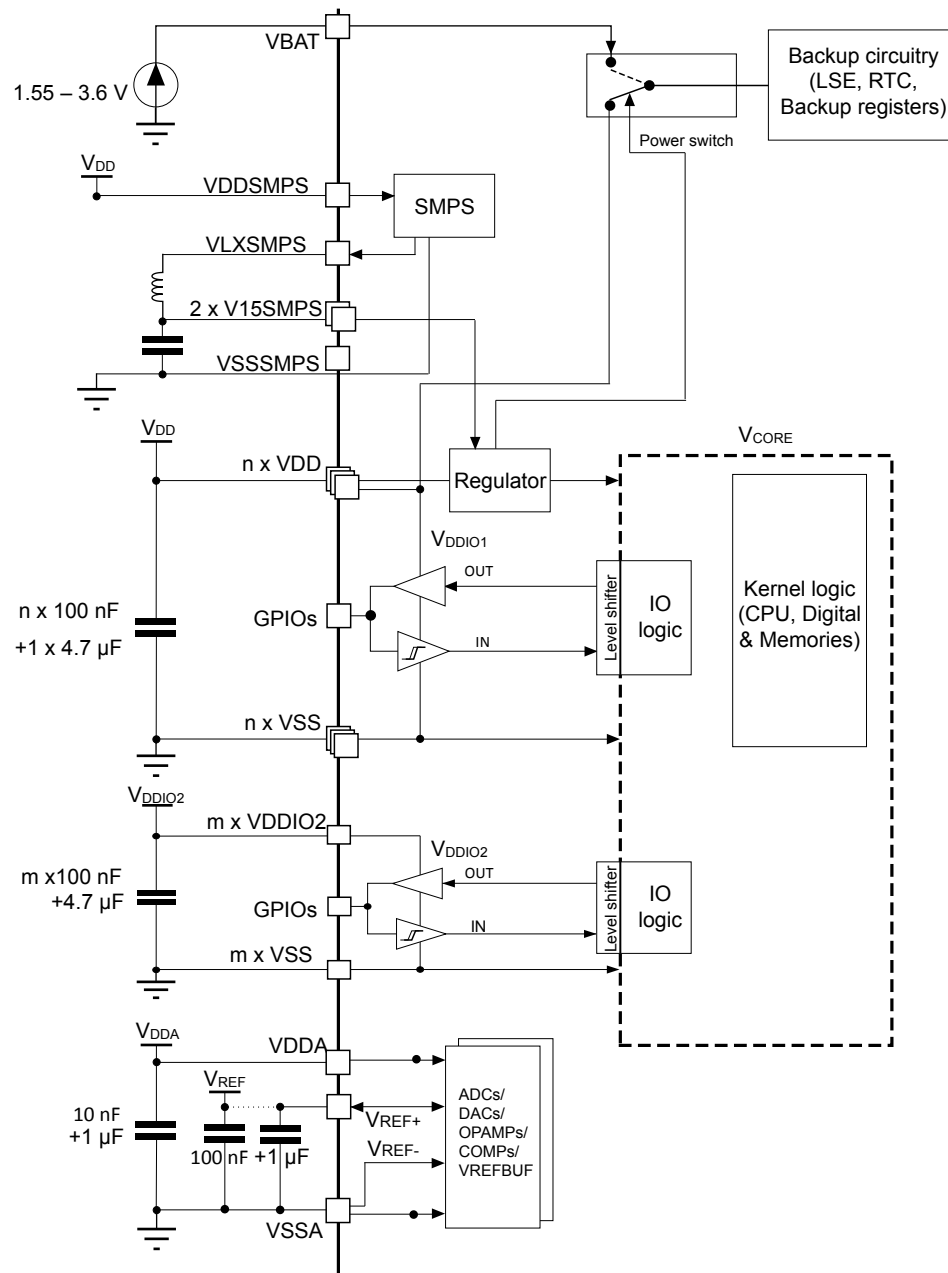 VBAT
1.55 – 3.6 V
Backup circuitry
(LSE, RTC,
Backup registers)
Power switch
VDD
VDDSMPS
SMPS
VLXSMPS
2 x V15SMPS
VSSSMPS
VDD
n x VDD
Regulator
VCORE
VDDIO1
OUT
Level shifter
IO
logic
Kernel logic
(CPU, Digital
& Memories)
n x 100 nF
+1 x 4.7 µF
GPIOs
IN
n x VSS
VDDIO2
m x VDDIO2
VDDIO2
OUT
Level shifter
IO
logic
m x100 nF
+4.7 µF
GPIOs
IN
m x VSS
VDDA
VDDA
VREF
10 nF
+1 µF
100 nF
+1 µF
VREF+
VREF-
ADCs/
DACs/
OPAMPs/
COMPs/
VREFBUF
VSSA